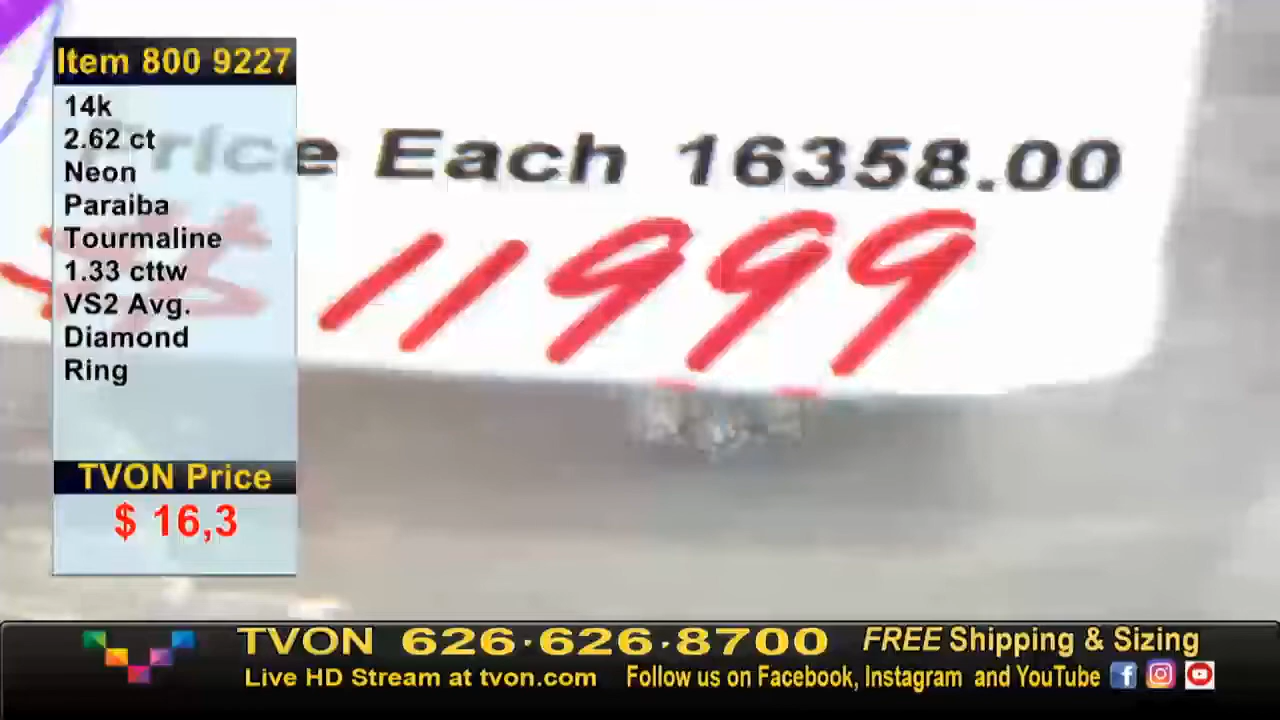 Item 800 9227
14k
2.62 ct
Neon
Paraiba
Tourmaline
1.33 cttw
VS2 Avg.
Diamond
Ring
TVON Price
$ 16,3
Price Each 16358.00
11999
TVON 626·626·8700 FREE Shipping & Sizing
Live HD Stream at tvon.com Follow us on Facebook, Instagram and YouTube